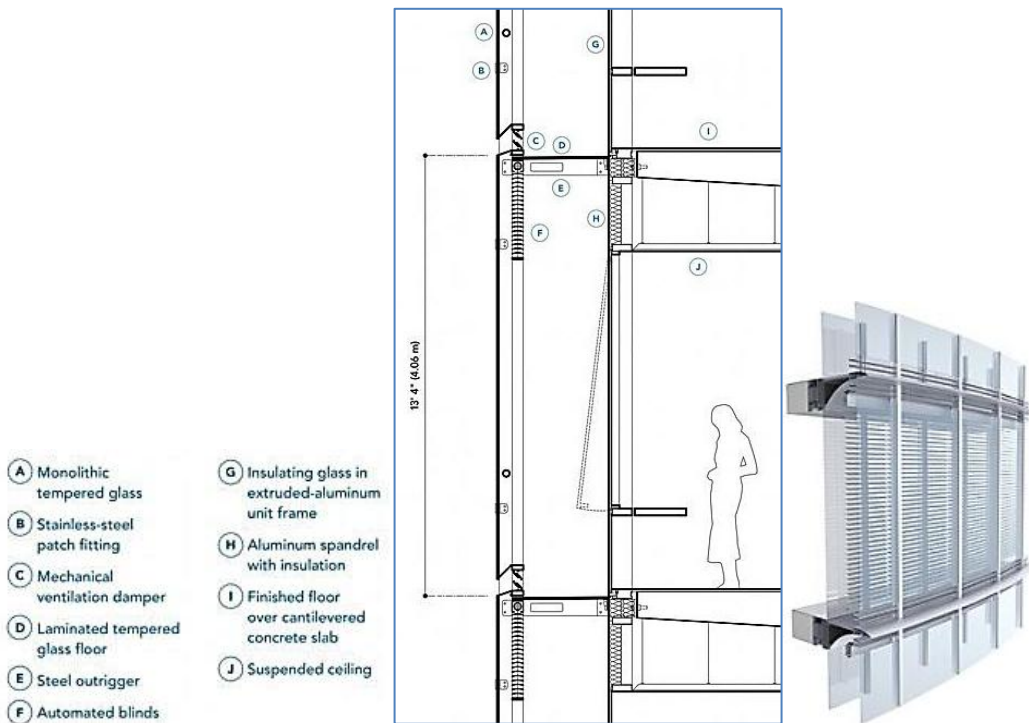 A
G
B
C
D
I
E
H
F
J
13' 4" (4.06 m)
A Monolithic
tempered glass
B Stainless-steel
patch fitting
C Mechanical
ventilation damper
D Laminated tempered
glass floor
E Steel outrigger
F Automated blinds
G Insulating glass in
extruded-aluminum
unit frame
H Aluminum spandrel
with insulation
I Finished floor
over cantilevered
concrete slab
J Suspended ceiling